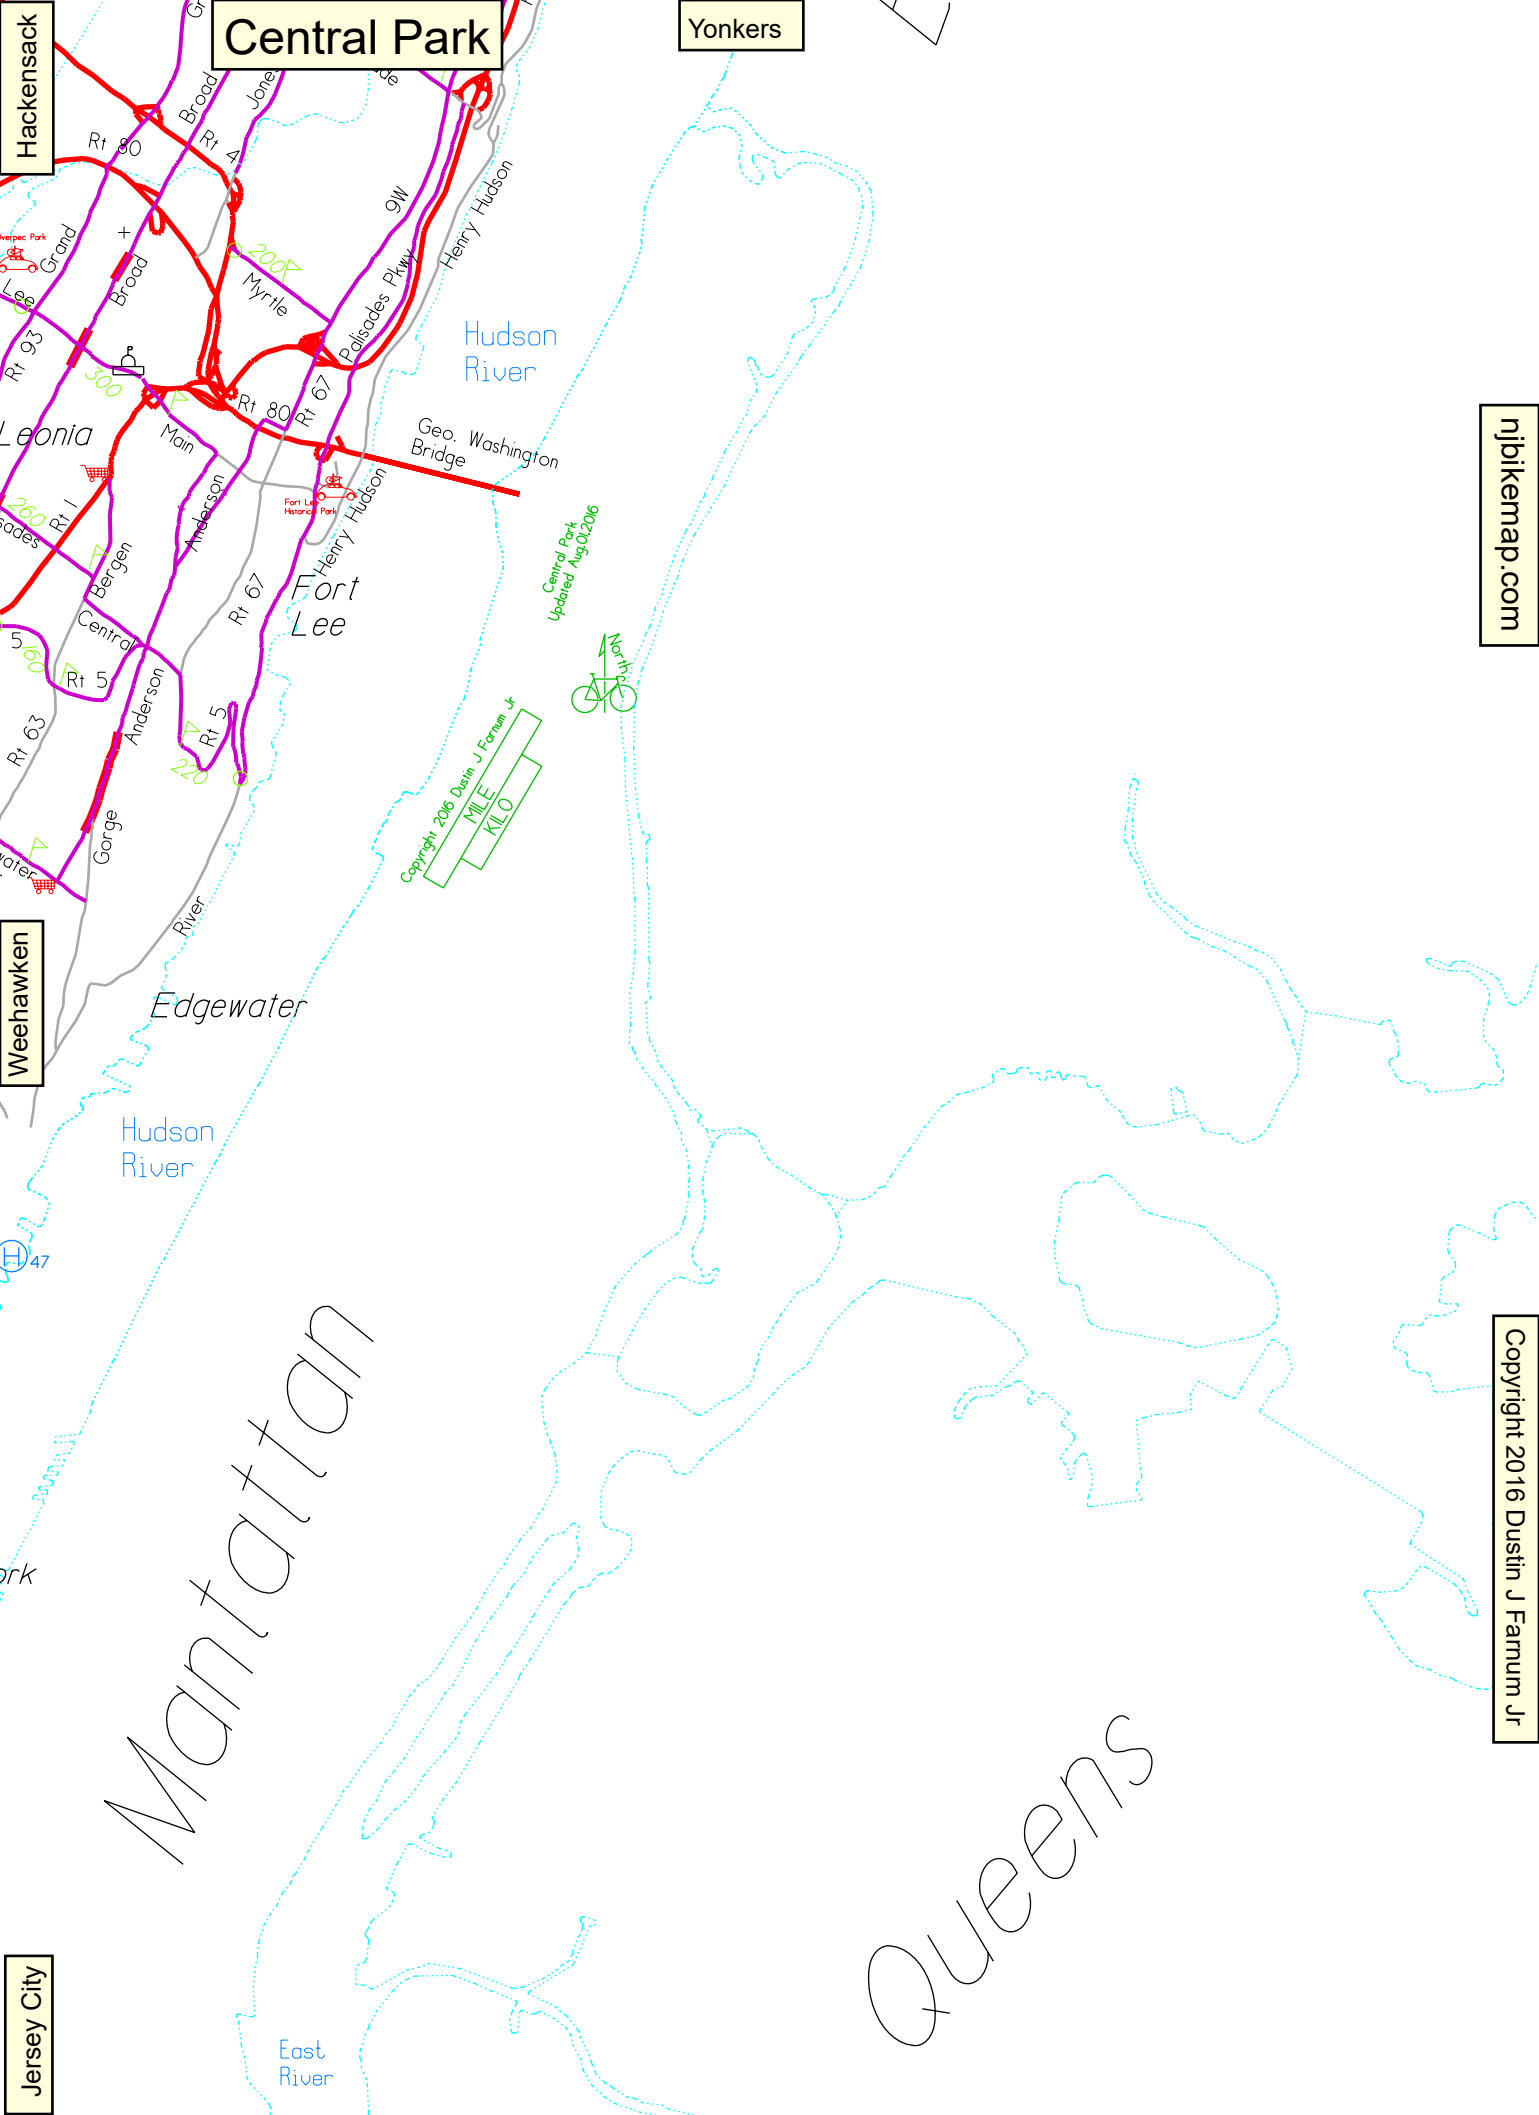 Hackensack
Central Park
Yonkers
Broad
Jones
Rt 80
Rt 4
9W
Henry Hudson
Overpec Park
Grand
200
Lee
Broad
Myrtle
Palisades Pkwy
Hudson
River
Rt 93
300
Rt 67
Rt 80
Leonia
Main
Geo. Washington
Bridge
njbikemap.com
260
Rt 1
Anderson
Fort Lee
Historical Park
Henry Hudson
Central Park
Updated Aug.01.2016
Bergen
Fort
Lee
Rt 67
Central
North
5
160
Rt 5
Anderson
Rt 5
Rt 63
220
Copyright 2016 Dustin J Farnum Jr
MILE
KILO
Gorge
River
Weehawken
Edgewater
Hudson
River
H 47
Mantattan
Copyright 2016 Dustin J Farnum Jr
Queens
Jersey City
East
River